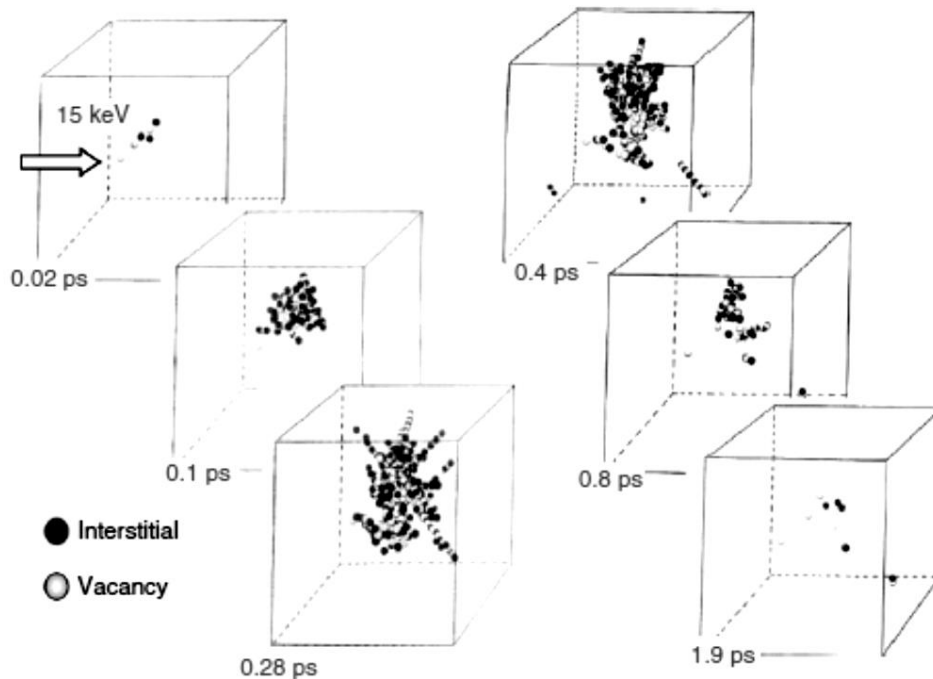 15 keV
0.02 ps
0.1 ps
0.28 ps
Interstitial
Vacancy
0.4 ps
0.8 ps
1.9 ps